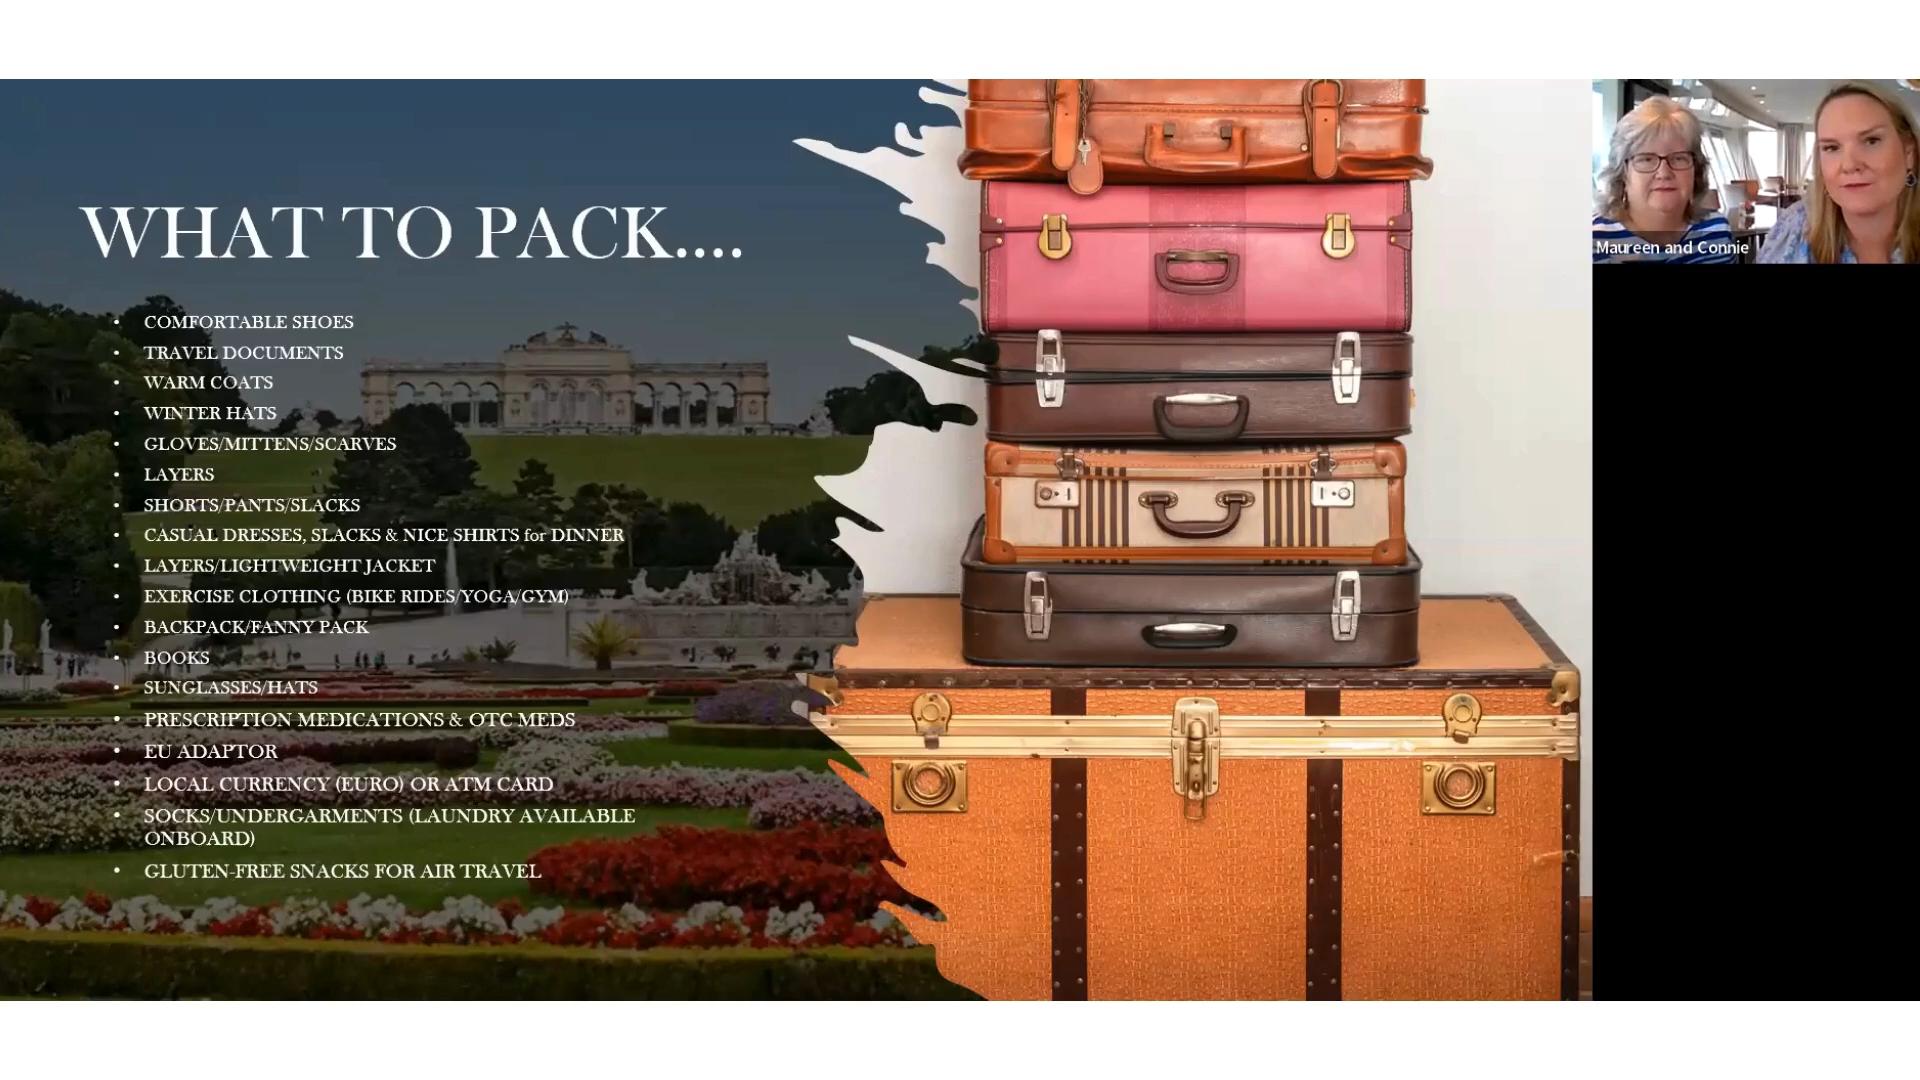 WHAT TO PACK....
• COMFORTABLE SHOES
• TRAVEL DOCUMENTS
• WARM COATS
• WINTER HATS
• GLOVES/MITTENS/SCARVES
• LAYERS
• SHORTS/PANTS/SLACKS
• CASUAL DRESSES, SLACKS & NICE SHIRTS for DINNER
• LAYERS/LIGHTWEIGHT JACKET
• EXERCISE CLOTHING (BIKE RIDES/YOGA/GYM)
• BACKPACK/FANNY PACK
• BOOKS
• SUNGLASSES/HATS
• PRESCRIPTION MEDICATIONS & OTC MEDS
• EU ADAPTOR
• LOCAL CURRENCY (EURO) OR ATM CARD
• SOCKS/UNDERGARMENTS (LAUNDRY AVAILABLE
ONBOARD)
• GLUTEN-FREE SNACKS FOR AIR TRAVEL
Maureen and Connie